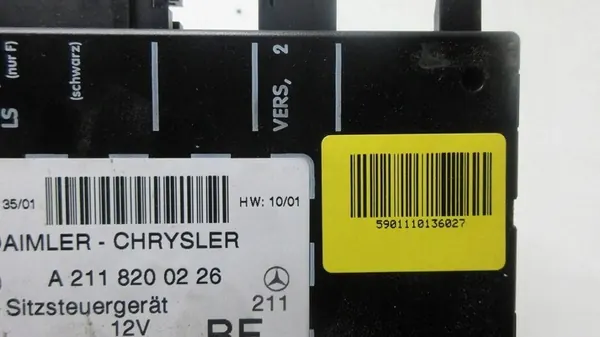 LS (nur F)
(schwarz)
VERS, 2
35/01
HW: 10/01
DAIMLER - CHRYSLER
A 211 820 02 26
211
Sitzsteuergerät
12V
5901110136027